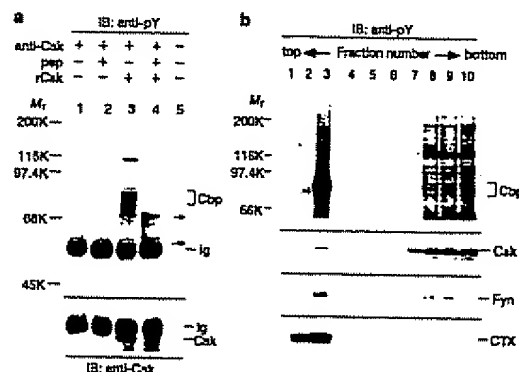 a
IB: anti-pY
anti-Csk + + + + -
pep - + - + -
rCsk - - + + -
Mr 1 2 3 4 5
200K-
116K-
97.4K-
]Cbp
66K-
-Ig
45K-
-Ig
-Csk
IB: anti-Csk
b
IB: anti-pY
top Fraction number bottom
1 2 3 4 5 6 7 8 9 10
Mr
200K-
116K-
97.4K-
]Cbp
66K-
-Csk
-Fyn
-CTX